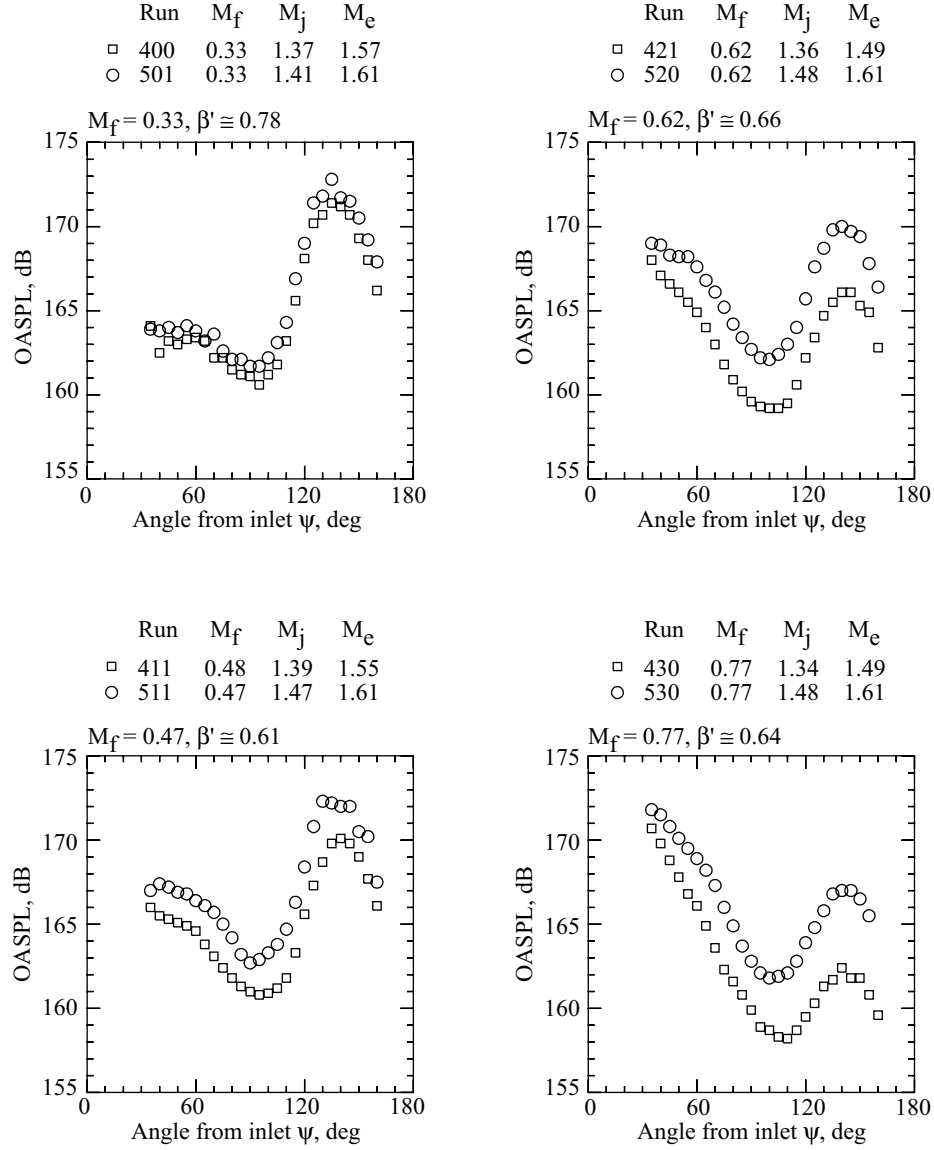 Run M_f M_j M_e
□ 400 0.33 1.37 1.57
○ 501 0.33 1.41 1.61
M_f = 0.33, β' ≅ 0.78
175
170
165
160
155
OASPL, dB
0 60 120 180
Angle from inlet ψ, deg
Run M_f M_j M_e
□ 421 0.62 1.36 1.49
○ 520 0.62 1.48 1.61
M_f = 0.62, β' ≅ 0.66
175
170
165
160
155
OASPL, dB
0 60 120 180
Angle from inlet ψ, deg
Run M_f M_j M_e
□ 411 0.48 1.39 1.55
○ 511 0.47 1.47 1.61
M_f = 0.47, β' ≅ 0.61
175
170
165
160
155
OASPL, dB
0 60 120 180
Angle from inlet ψ, deg
Run M_f M_j M_e
□ 430 0.77 1.34 1.49
○ 530 0.77 1.48 1.61
M_f = 0.77, β' ≅ 0.64
175
170
165
160
155
OASPL, dB
0 60 120 180
Angle from inlet ψ, deg